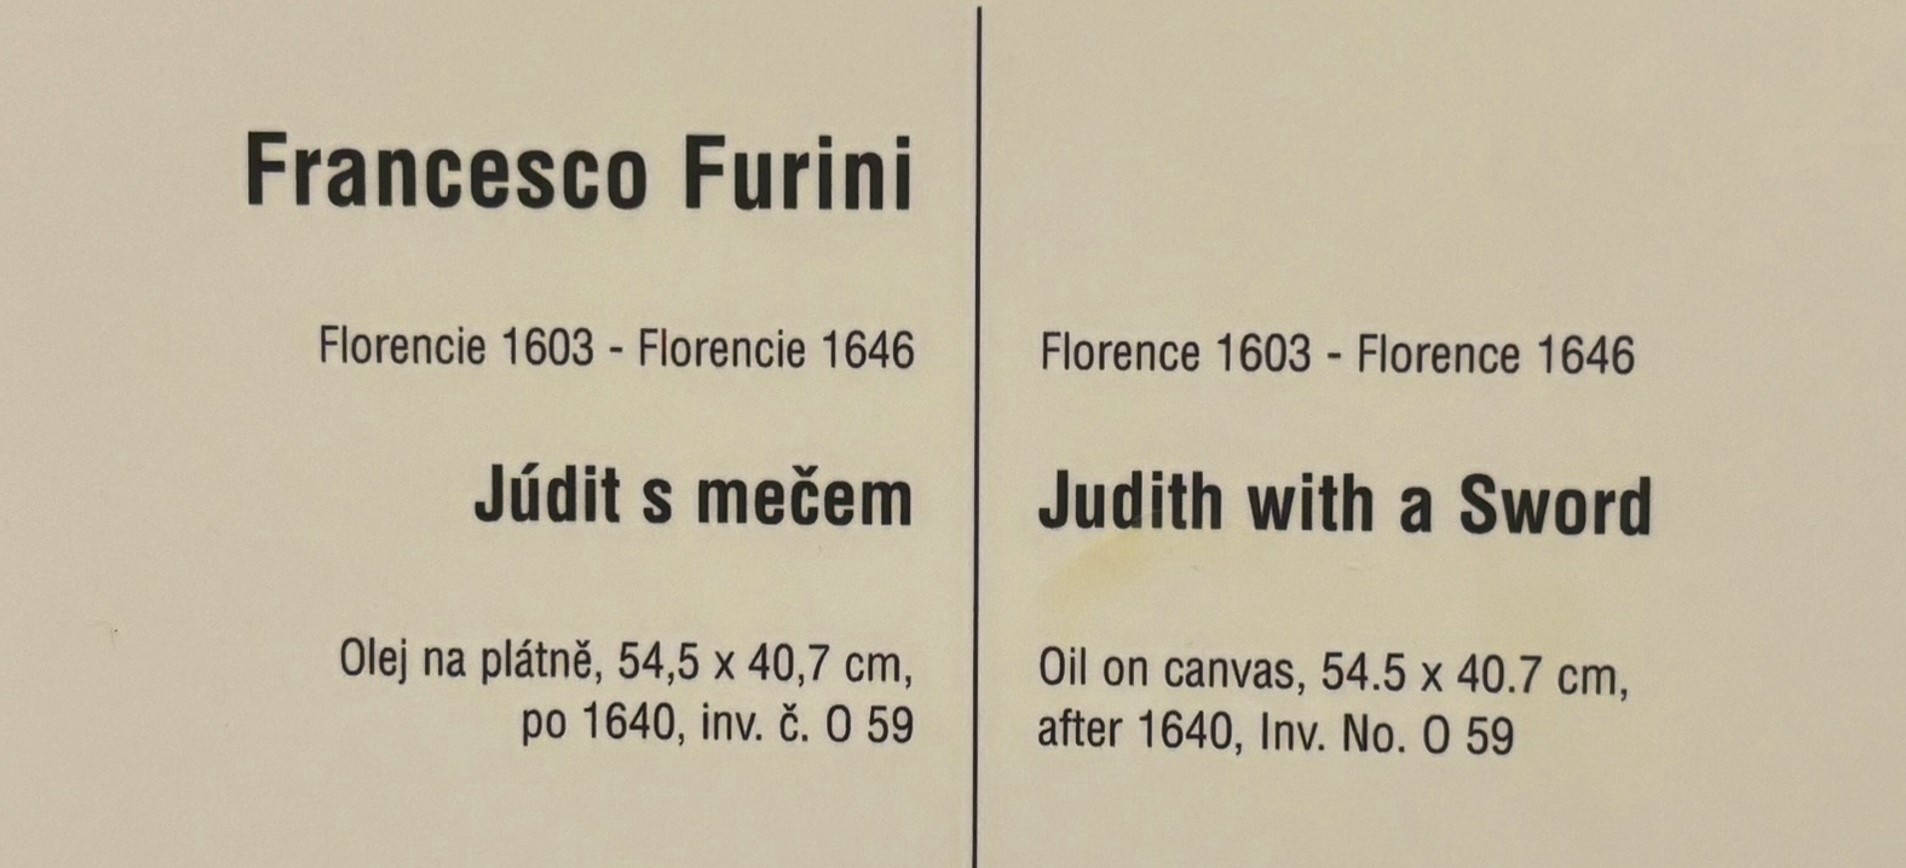 Francesco Furini
Florencie 1603 - Florencie 1646
Júdit s mečem
Olej na plátně, 54,5 x 40,7 cm,
po 1640, inv. č. O 59
Florence 1603 - Florence 1646
Judith with a Sword
Oil on canvas, 54.5 x 40.7 cm,
after 1640, Inv. No. O 59